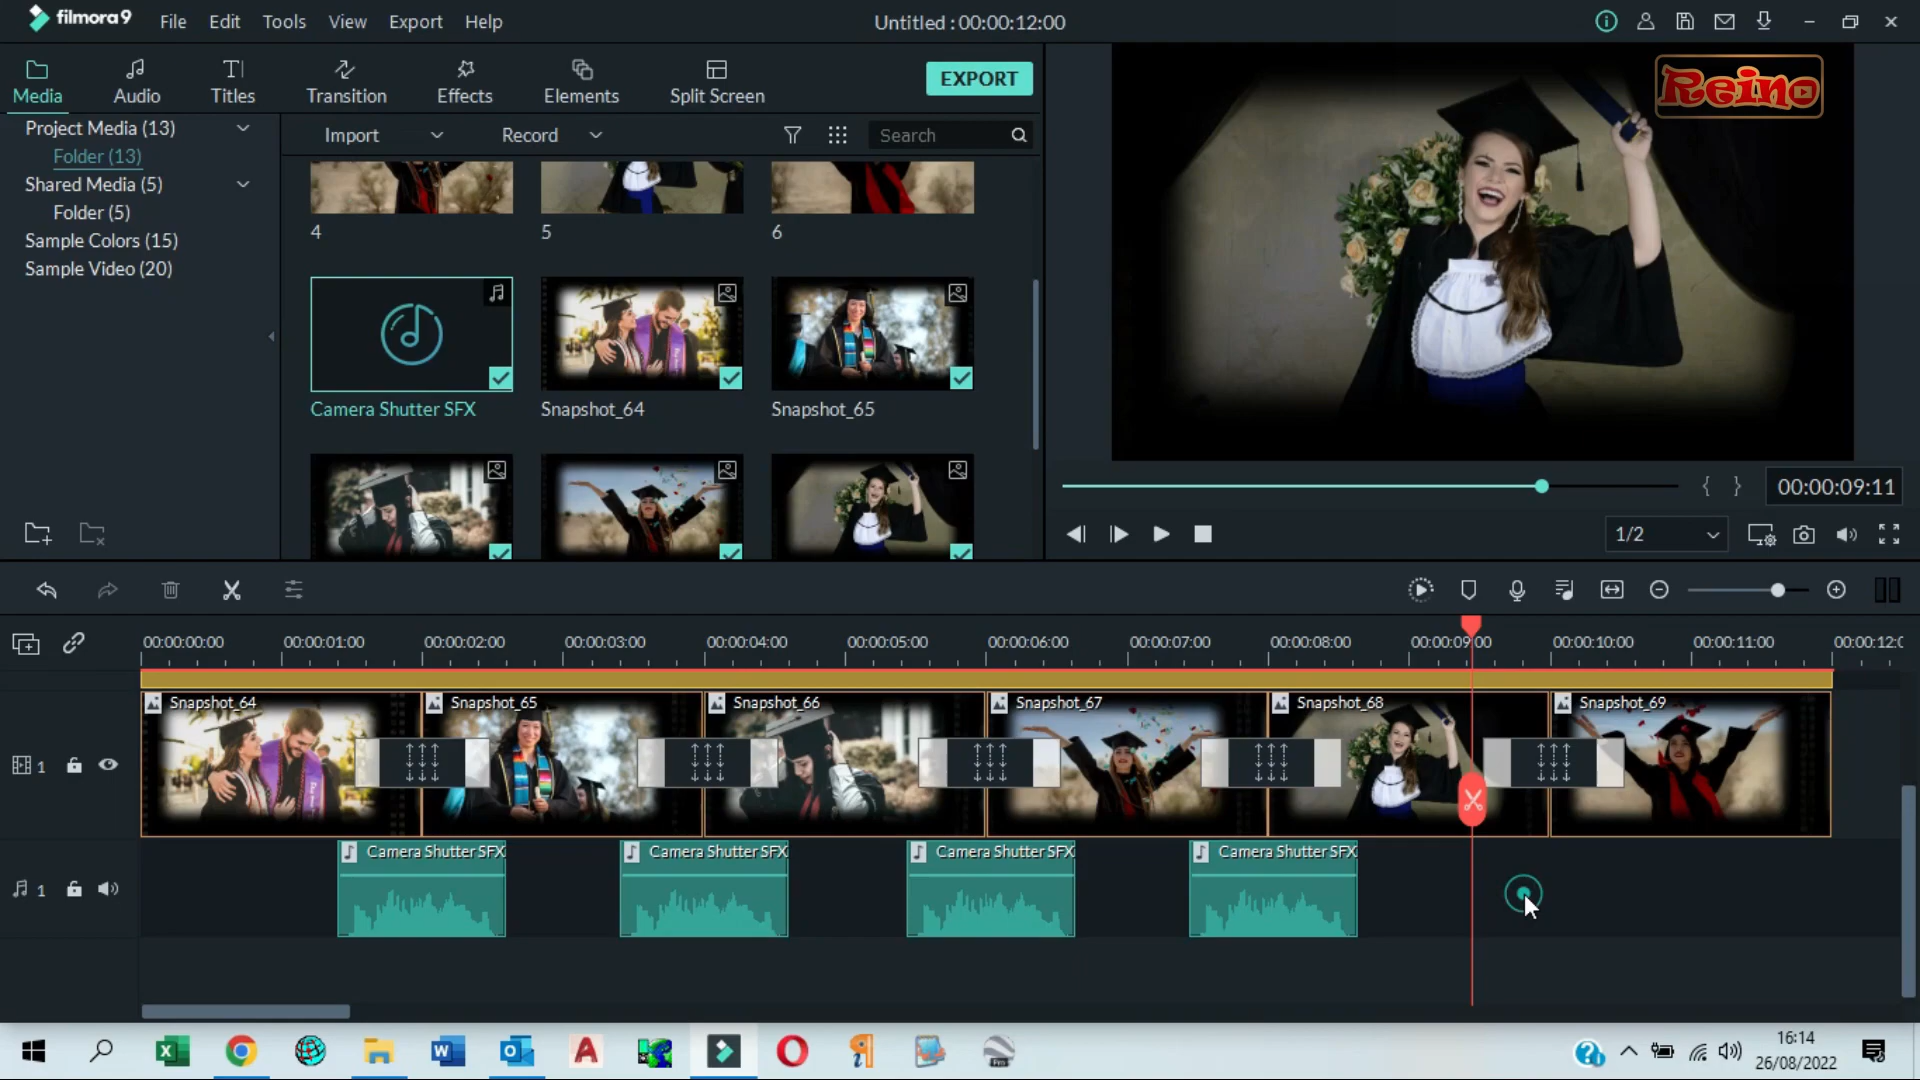 filmora9
File Edit Tools View Export Help
Untitled : 00:00:12:00
Media Audio Titles Transition Effects Elements Split Screen
EXPORT
Reino
Project Media (13)
Folder (13)
Shared Media (5)
Folder (5)
Sample Colors (15)
Sample Video (20)
Import Record Search
4 5 6
Camera Shutter SFX Snapshot_64 Snapshot_65
{ } 00:00:09:11
1/2
00:00:00:00 00:00:01:00 00:00:02:00 00:00:03:00 00:00:04:00 00:00:05:00 00:00:06:00 00:00:07:00 00:00:08:00 00:00:09:00 00:00:10:00 00:00:11:00 00:00:12:0
Snapshot_64 Snapshot_65 Snapshot_66 Snapshot_67 Snapshot_68 Snapshot_69
1
Camera Shutter SFX Camera Shutter SFX Camera Shutter SFX Camera Shutter SFX
1
16:14
26/08/2022